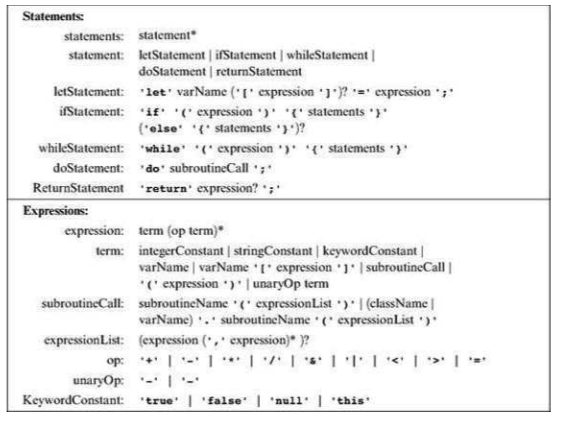 Statements:
statements: statement*
statement: letStatement | ifStatement | whileStatement |
doStatement | returnStatement
letStatement: 'let' varName ('[' expression ']')? '=' expression ';'
ifStatement: 'if' '(' expression ')' '{' statements '}'
('else' '{' statements '}')?
whileStatement: 'while' '(' expression ')' '{' statements '}'
doStatement: 'do' subroutineCall ';'
ReturnStatement 'return' expression? ';'
Expressions:
expression: term (op term)*
term: integerConstant | stringConstant | keywordConstant |
varName | varName '[' expression ']' | subroutineCall |
'(' expression ')' | unaryOp term
subroutineCall: subroutineName '(' expressionList ')' | (className |
varName) '.' subroutineName '(' expressionList ')'
expressionList: (expression (',' expression)* )?
op: '+' | '-' | '*' | '/' | '&' | '|' | '<' | '>' | '='
unaryOp: '-' | '~'
KeywordConstant: 'true' | 'false' | 'null' | 'this'